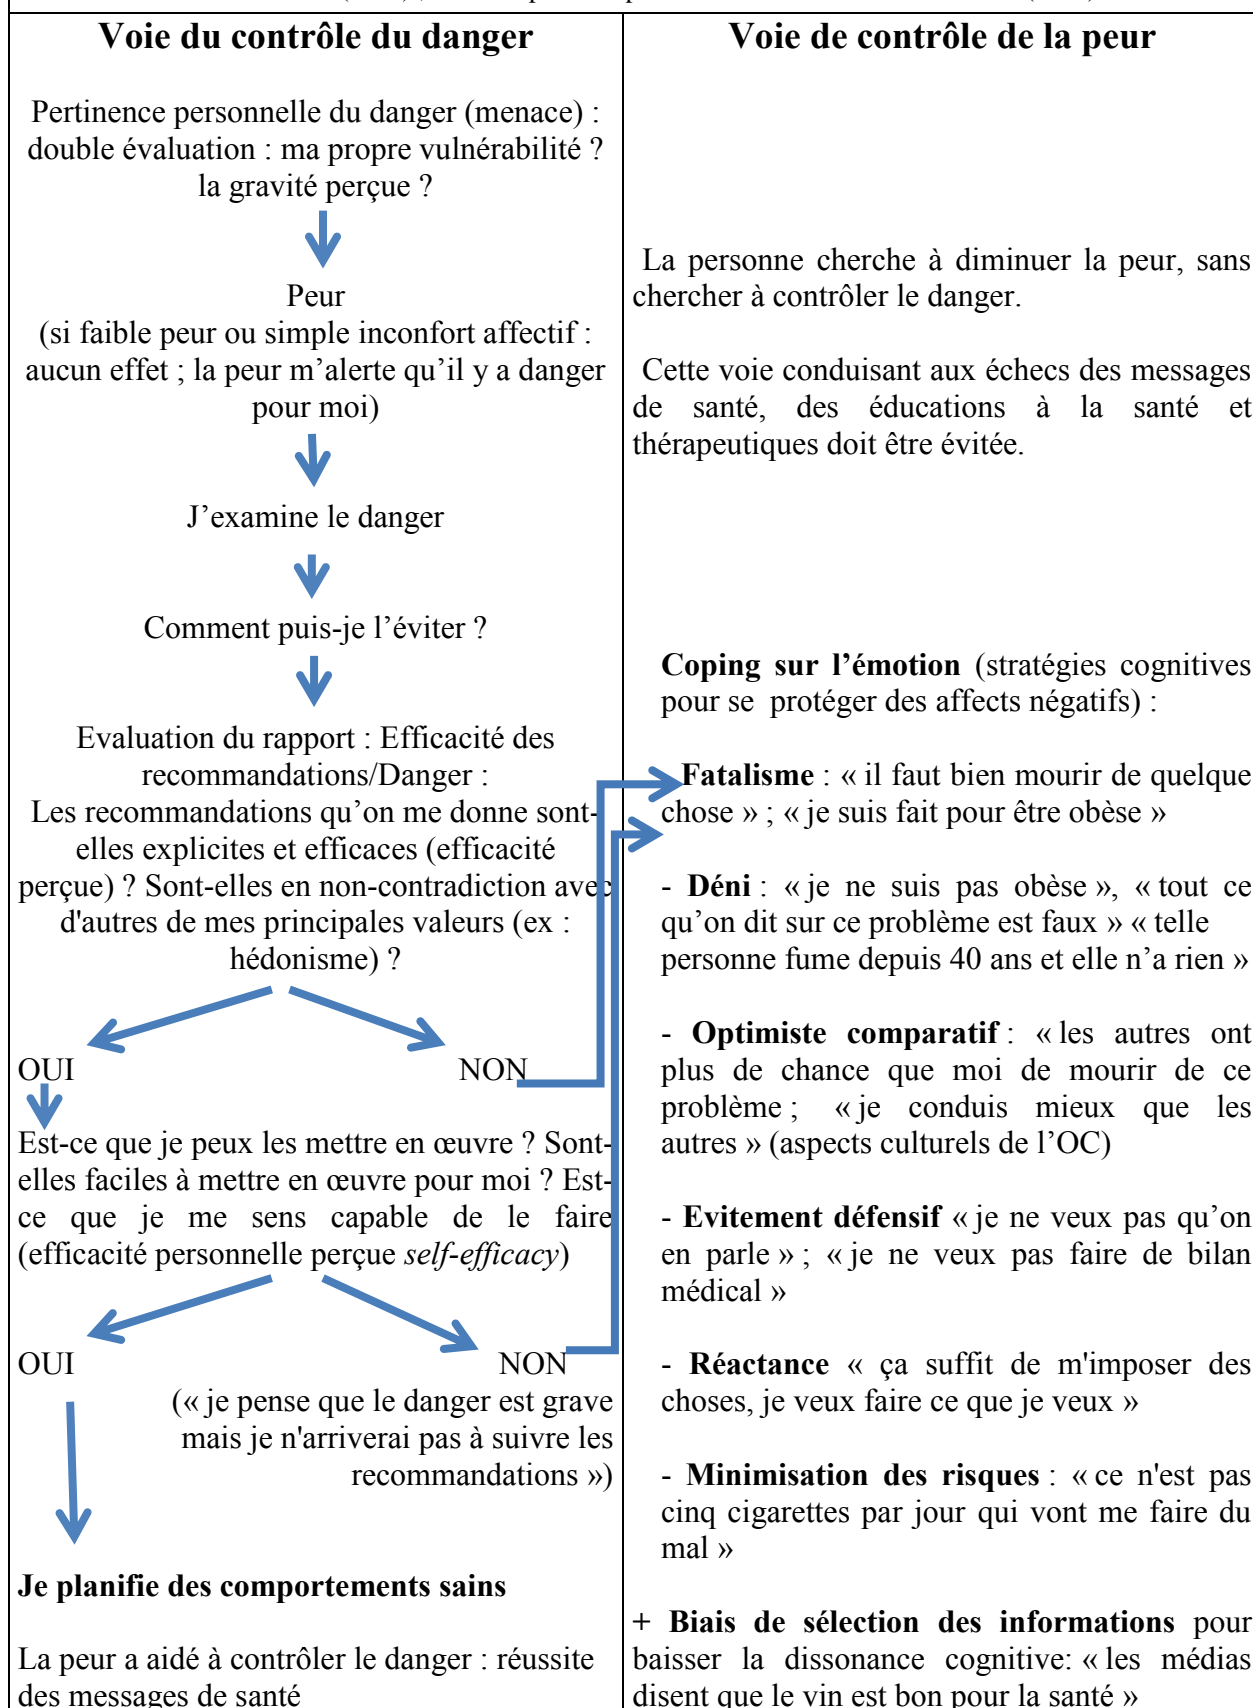 Voie du contrôle du danger
Pertinence personnelle du danger (menace) :
double évaluation : ma propre vulnérabilité ?
la gravité perçue ?
Peur
(si faible peur ou simple inconfort affectif :
aucun effet ; la peur m’alerte qu’il y a danger
pour moi)
J’examine le danger
Comment puis-je l’éviter ?
Evaluation du rapport : Efficacité des
recommandations/Danger :
Les recommandations qu’on me donne sont-
elles explicites et efficaces (efficacité
perçue) ? Sont-elles en non-contradiction avec
d'autres de mes principales valeurs (ex :
hédonisme) ?
OUI NON
Est-ce que je peux les mettre en œuvre ? Sont-
elles faciles à mettre en œuvre pour moi ? Est-
ce que je me sens capable de le faire
(efficacité personnelle perçue self-efficacy)
OUI NON
(« je pense que le danger est grave
mais je n'arriverai pas à suivre les
recommandations »)
Je planifie des comportements sains
La peur a aidé à contrôler le danger : réussite
des messages de santé
Voie de contrôle de la peur
La personne cherche à diminuer la peur, sans
chercher à contrôler le danger.
Cette voie conduisant aux échecs des messages
de santé, des éducations à la santé et
thérapeutiques doit être évitée.
Coping sur l’émotion (stratégies cognitives
pour se protéger des affects négatifs) :
Fatalisme : « il faut bien mourir de quelque
chose » ; « je suis fait pour être obèse »
- Déni : « je ne suis pas obèse », « tout ce
qu’on dit sur ce problème est faux » « telle
personne fume depuis 40 ans et elle n’a rien »
- Optimiste comparatif : « les autres ont
plus de chance que moi de mourir de ce
problème ; « je conduis mieux que les
autres » (aspects culturels de l’OC)
- Evitement défensif « je ne veux pas qu’on
en parle » ; « je ne veux pas faire de bilan
médical »
- Réactance « ça suffit de m'imposer des
choses, je veux faire ce que je veux »
- Minimisation des risques : « ce n'est pas
cinq cigarettes par jour qui vont me faire du
mal »
+ Biais de sélection des informations pour
baisser la dissonance cognitive: « les médias
disent que le vin est bon pour la santé »